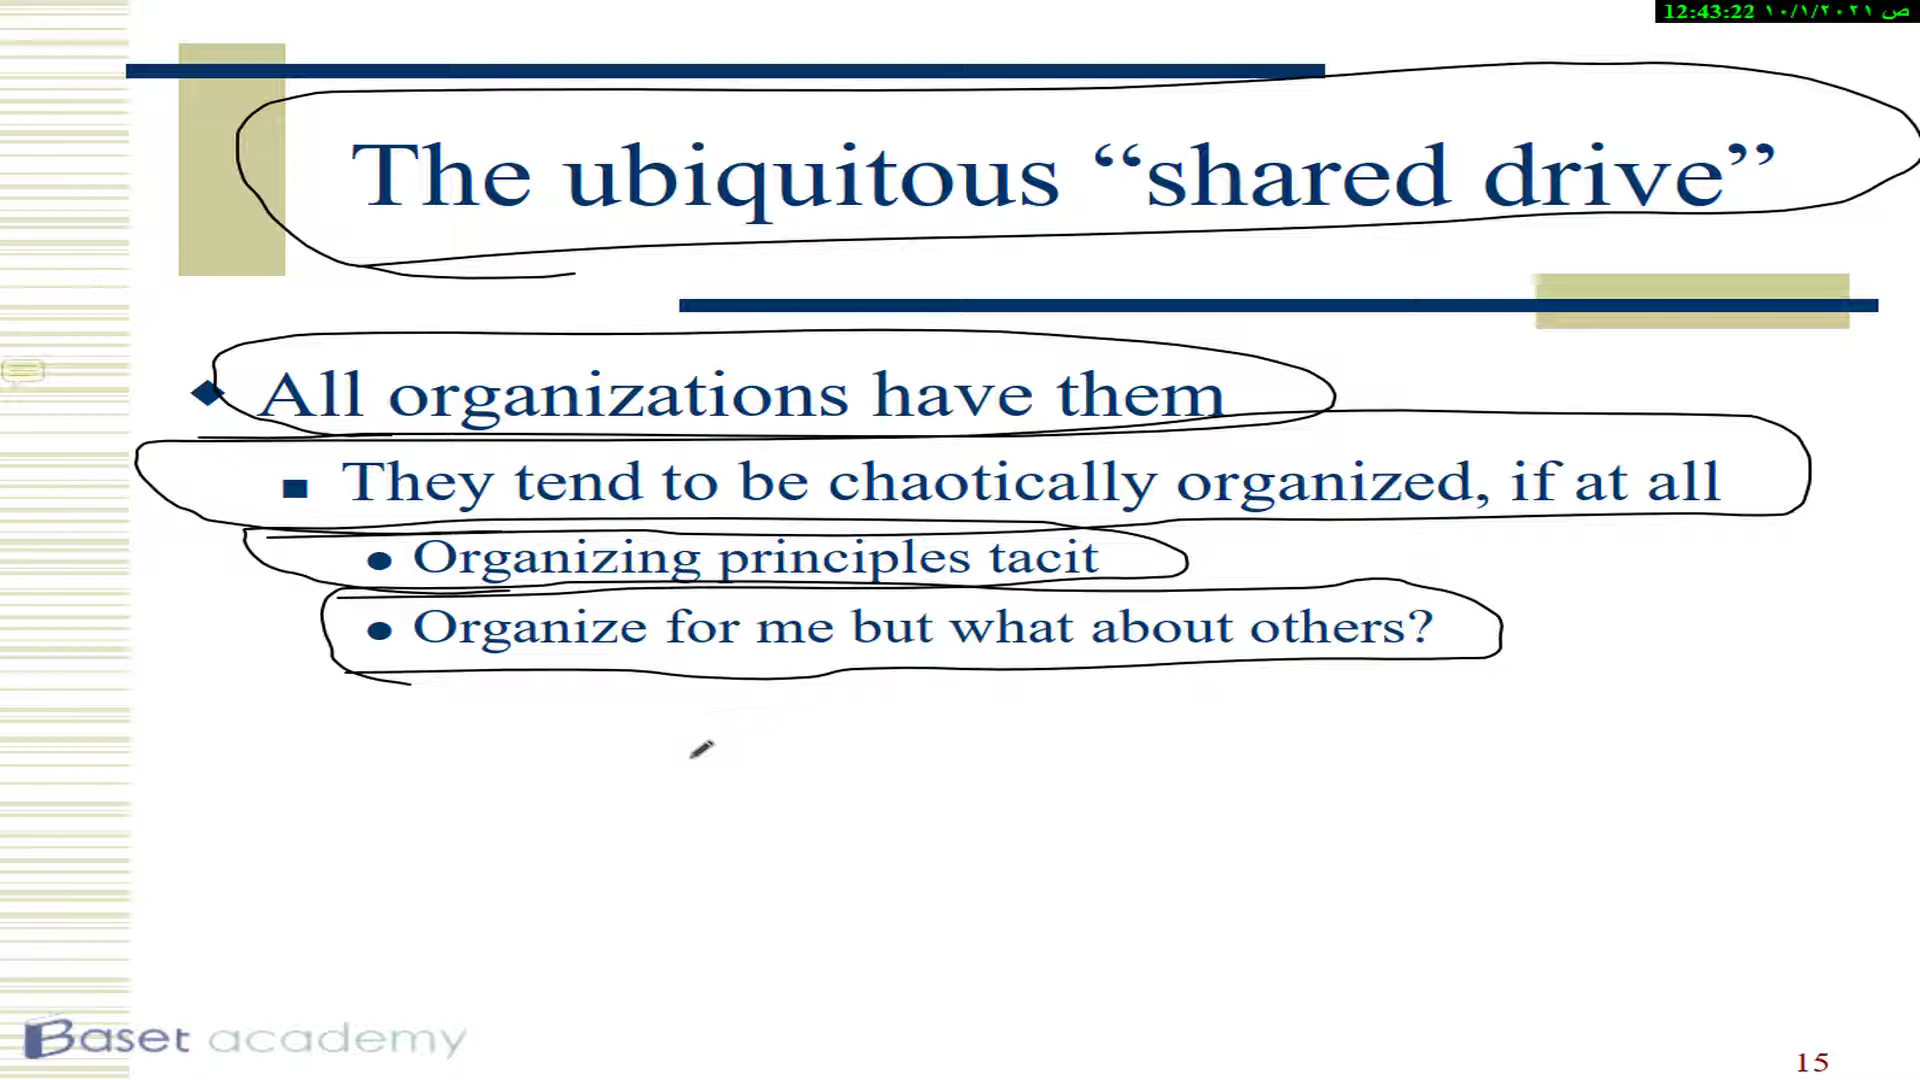 12:43:22 ١٠/١/٢٠٢١ ص
The ubiquitous “shared drive”
All organizations have them
They tend to be chaotically organized, if at all
Organizing principles tacit
Organize for me but what about others?
Baset academy
15